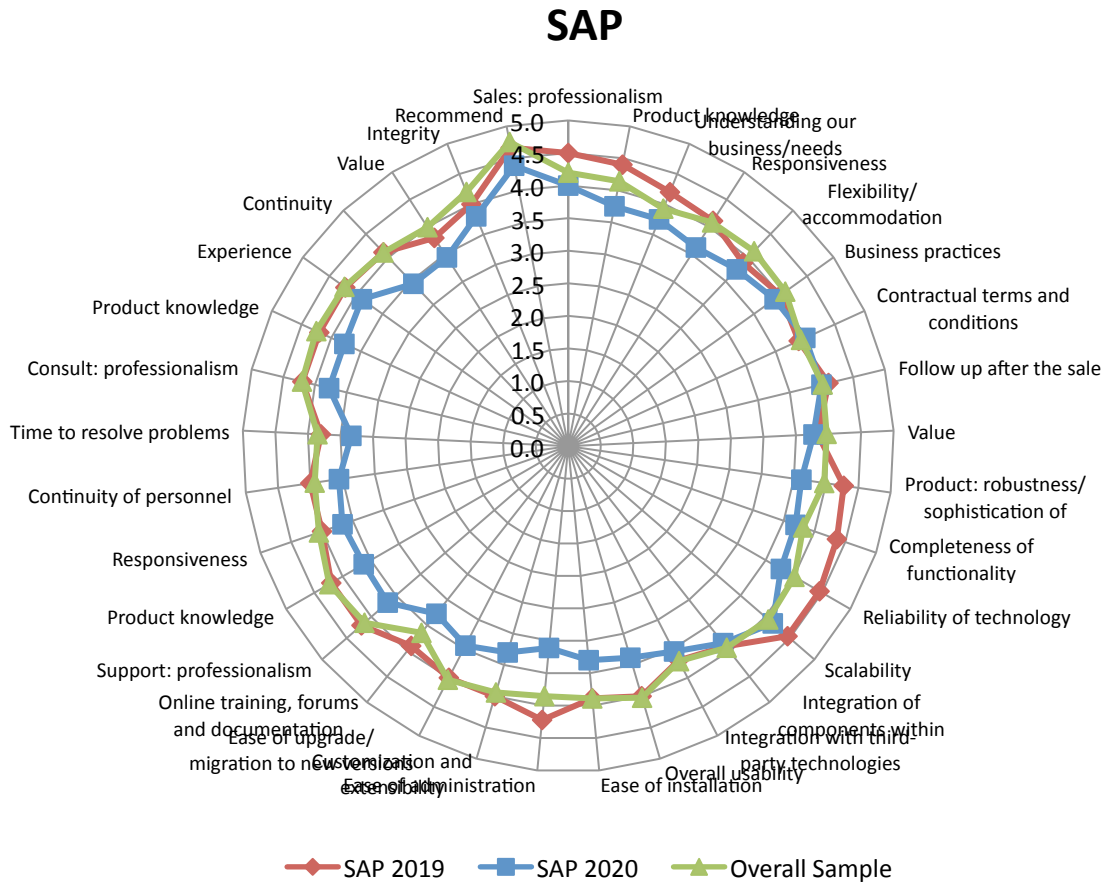 SAP
Sales: professionalism
Product knowledge
Understanding our
business/needs
Responsiveness
Flexibility/
accommodation
Business practices
Contractual terms and
conditions
Follow up after the sale
Value
Product: robustness/
sophistication of
Completeness of
functionality
Reliability of technology
Scalability
Integration of
components within
Integration with third-
party technologies
Overall usability
Ease of installation
Ease of administration
Customization and
extensibility
Ease of upgrade/
migration to new versions
Online training, forums
and documentation
Support: professionalism
Product knowledge
Responsiveness
Continuity of personnel
Time to resolve problems
Consult: professionalism
Product knowledge
Experience
Continuity
Value
Integrity
Recommend
5.0
4.5
4.0
3.5
3.0
2.5
2.0
1.5
1.0
0.5
0.0
SAP 2019
SAP 2020
Overall Sample